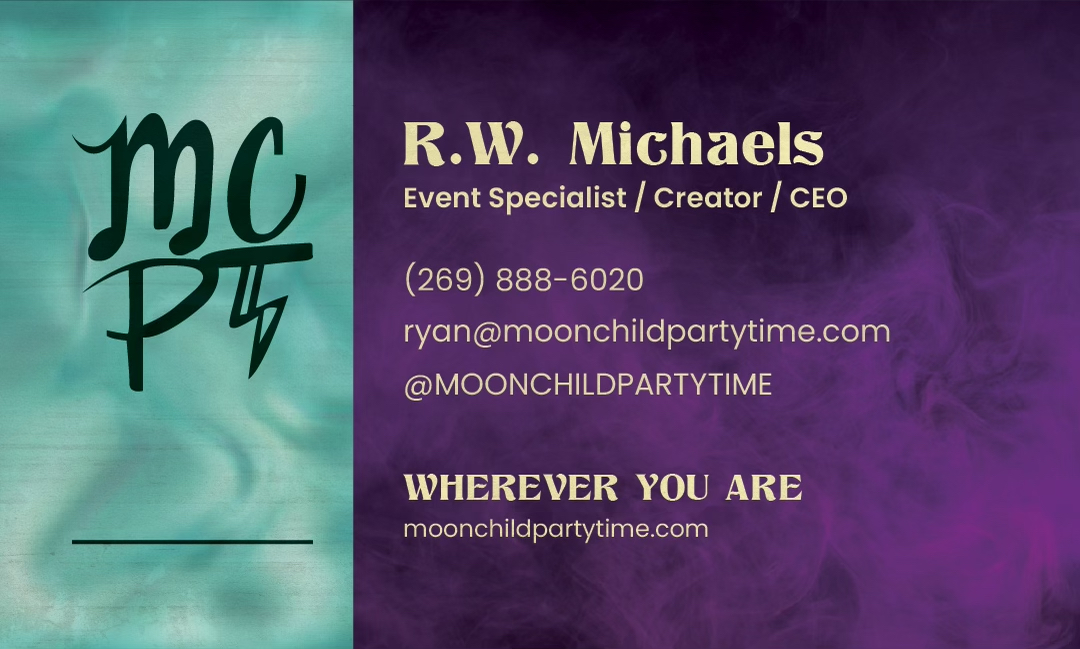 MC
PT
R.W. Michaels
Event Specialist / Creator / CEO
(269) 888-6020
ryan@moonchildpartytime.com
@MOONCHILDPARTYTIME
WHEREVER YOU ARE
moonchildpartytime.com